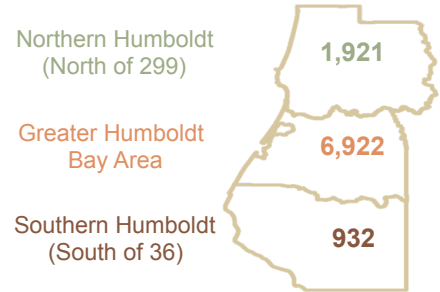 Northern Humboldt
(North of 299)
1,921
Greater Humboldt
Bay Area
6,922
Southern Humboldt
(South of 36)
932